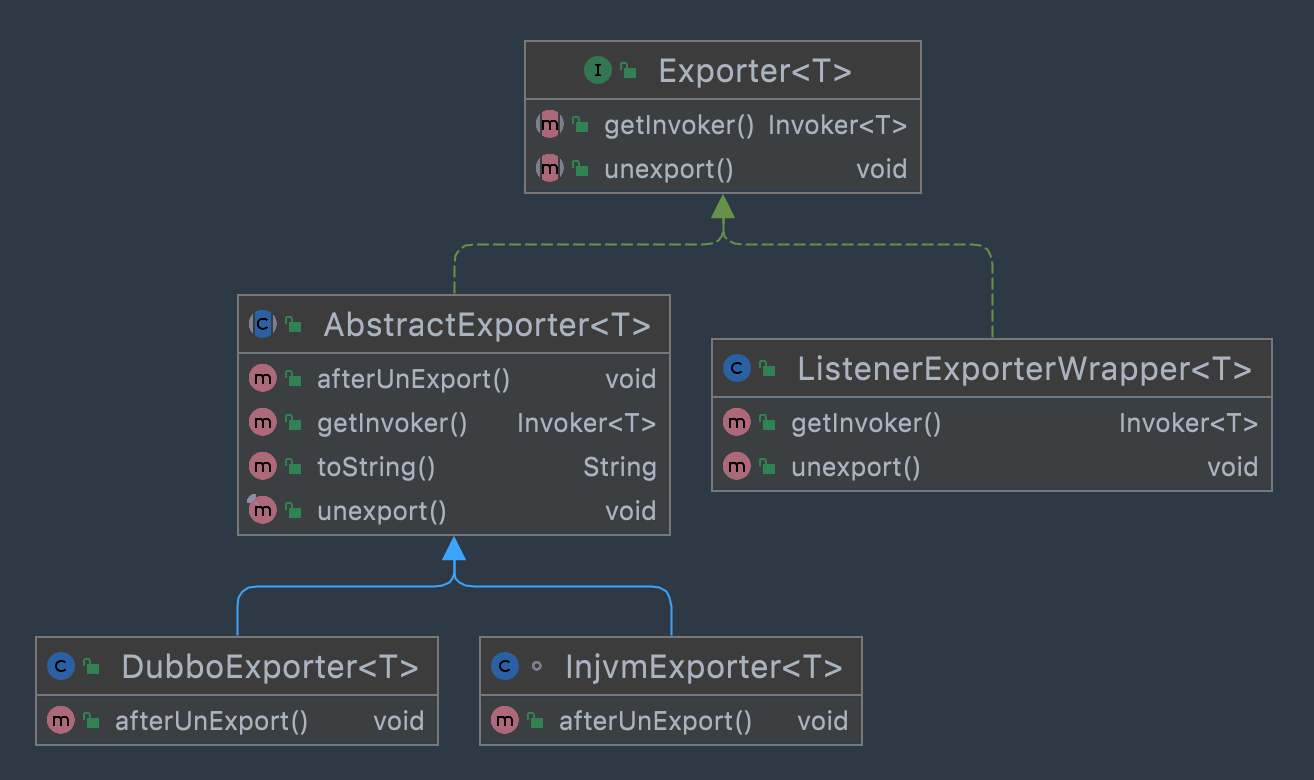 I Exporter<T>
m getInvoker() Invoker<T>
m unexport() void
C AbstractExporter<T>
m afterUnExport() void
m getInvoker() Invoker<T>
m toString() String
m unexport() void
C ListenerExporterWrapper<T>
m getInvoker() Invoker<T>
m unexport() void
C DubboExporter<T>
m afterUnExport() void
C InjvmExporter<T>
m afterUnExport() void